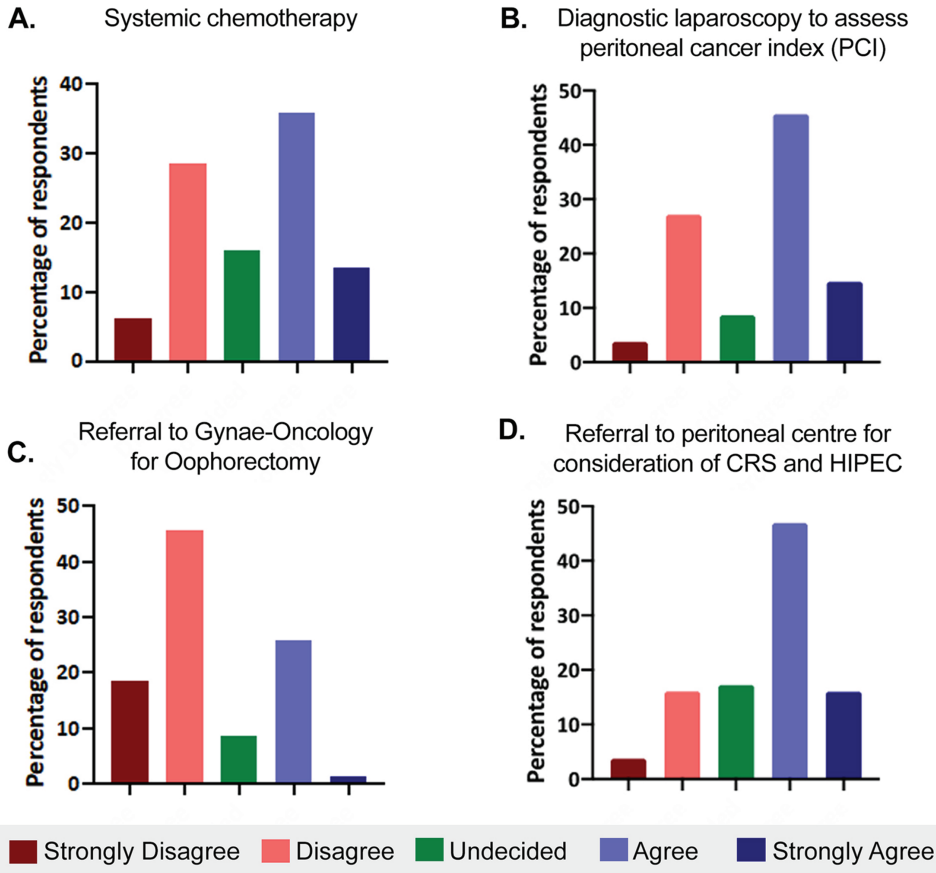 A.
Systemic chemotherapy
Percentage of respondents
40
30
20
10
0
B.
Diagnostic laparoscopy to assess
peritoneal cancer index (PCI)
Percentage of respondents
50
40
30
20
10
0
C.
Referral to Gynae-Oncology
for Oophorectomy
Percentage of respondents
50
40
30
20
10
0
D.
Referral to peritoneal centre for
consideration of CRS and HIPEC
Percentage of respondents
50
40
30
20
10
0
Strongly Disagree Disagree Undecided Agree Strongly Agree